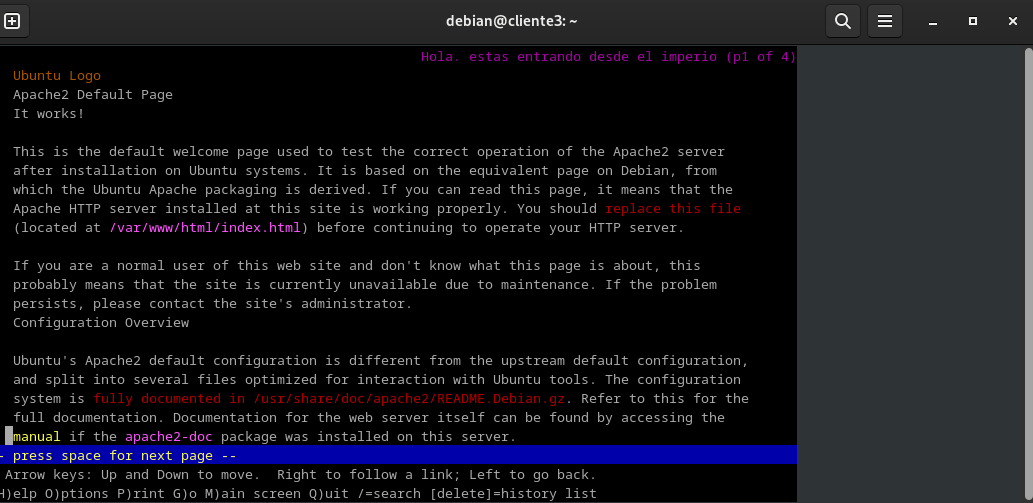 debian@cliente3: ~
Hola. estas entrando desde el imperio (p1 of 4)
Ubuntu Logo
Apache2 Default Page
It works!
This is the default welcome page used to test the correct operation of the Apache2 server
after installation on Ubuntu systems. It is based on the equivalent page on Debian, from
which the Ubuntu Apache packaging is derived. If you can read this page, it means that the
Apache HTTP server installed at this site is working properly. You should replace this file
(located at /var/www/html/index.html) before continuing to operate your HTTP server.
If you are a normal user of this web site and don't know what this page is about, this
probably means that the site is currently unavailable due to maintenance. If the problem
persists, please contact the site's administrator.
Configuration Overview
Ubuntu's Apache2 default configuration is different from the upstream default configuration,
and split into several files optimized for interaction with Ubuntu tools. The configuration
system is fully documented in /usr/share/doc/apache2/README.Debian.gz. Refer to this for the
full documentation. Documentation for the web server itself can be found by accessing the
manual if the apache2-doc package was installed on this server.
- press space for next page --
Arrow keys: Up and Down to move.  Right to follow a link; Left to go back.
H)elp O)ptions P)rint G)o M)ain screen Q)uit /=search [delete]=history list